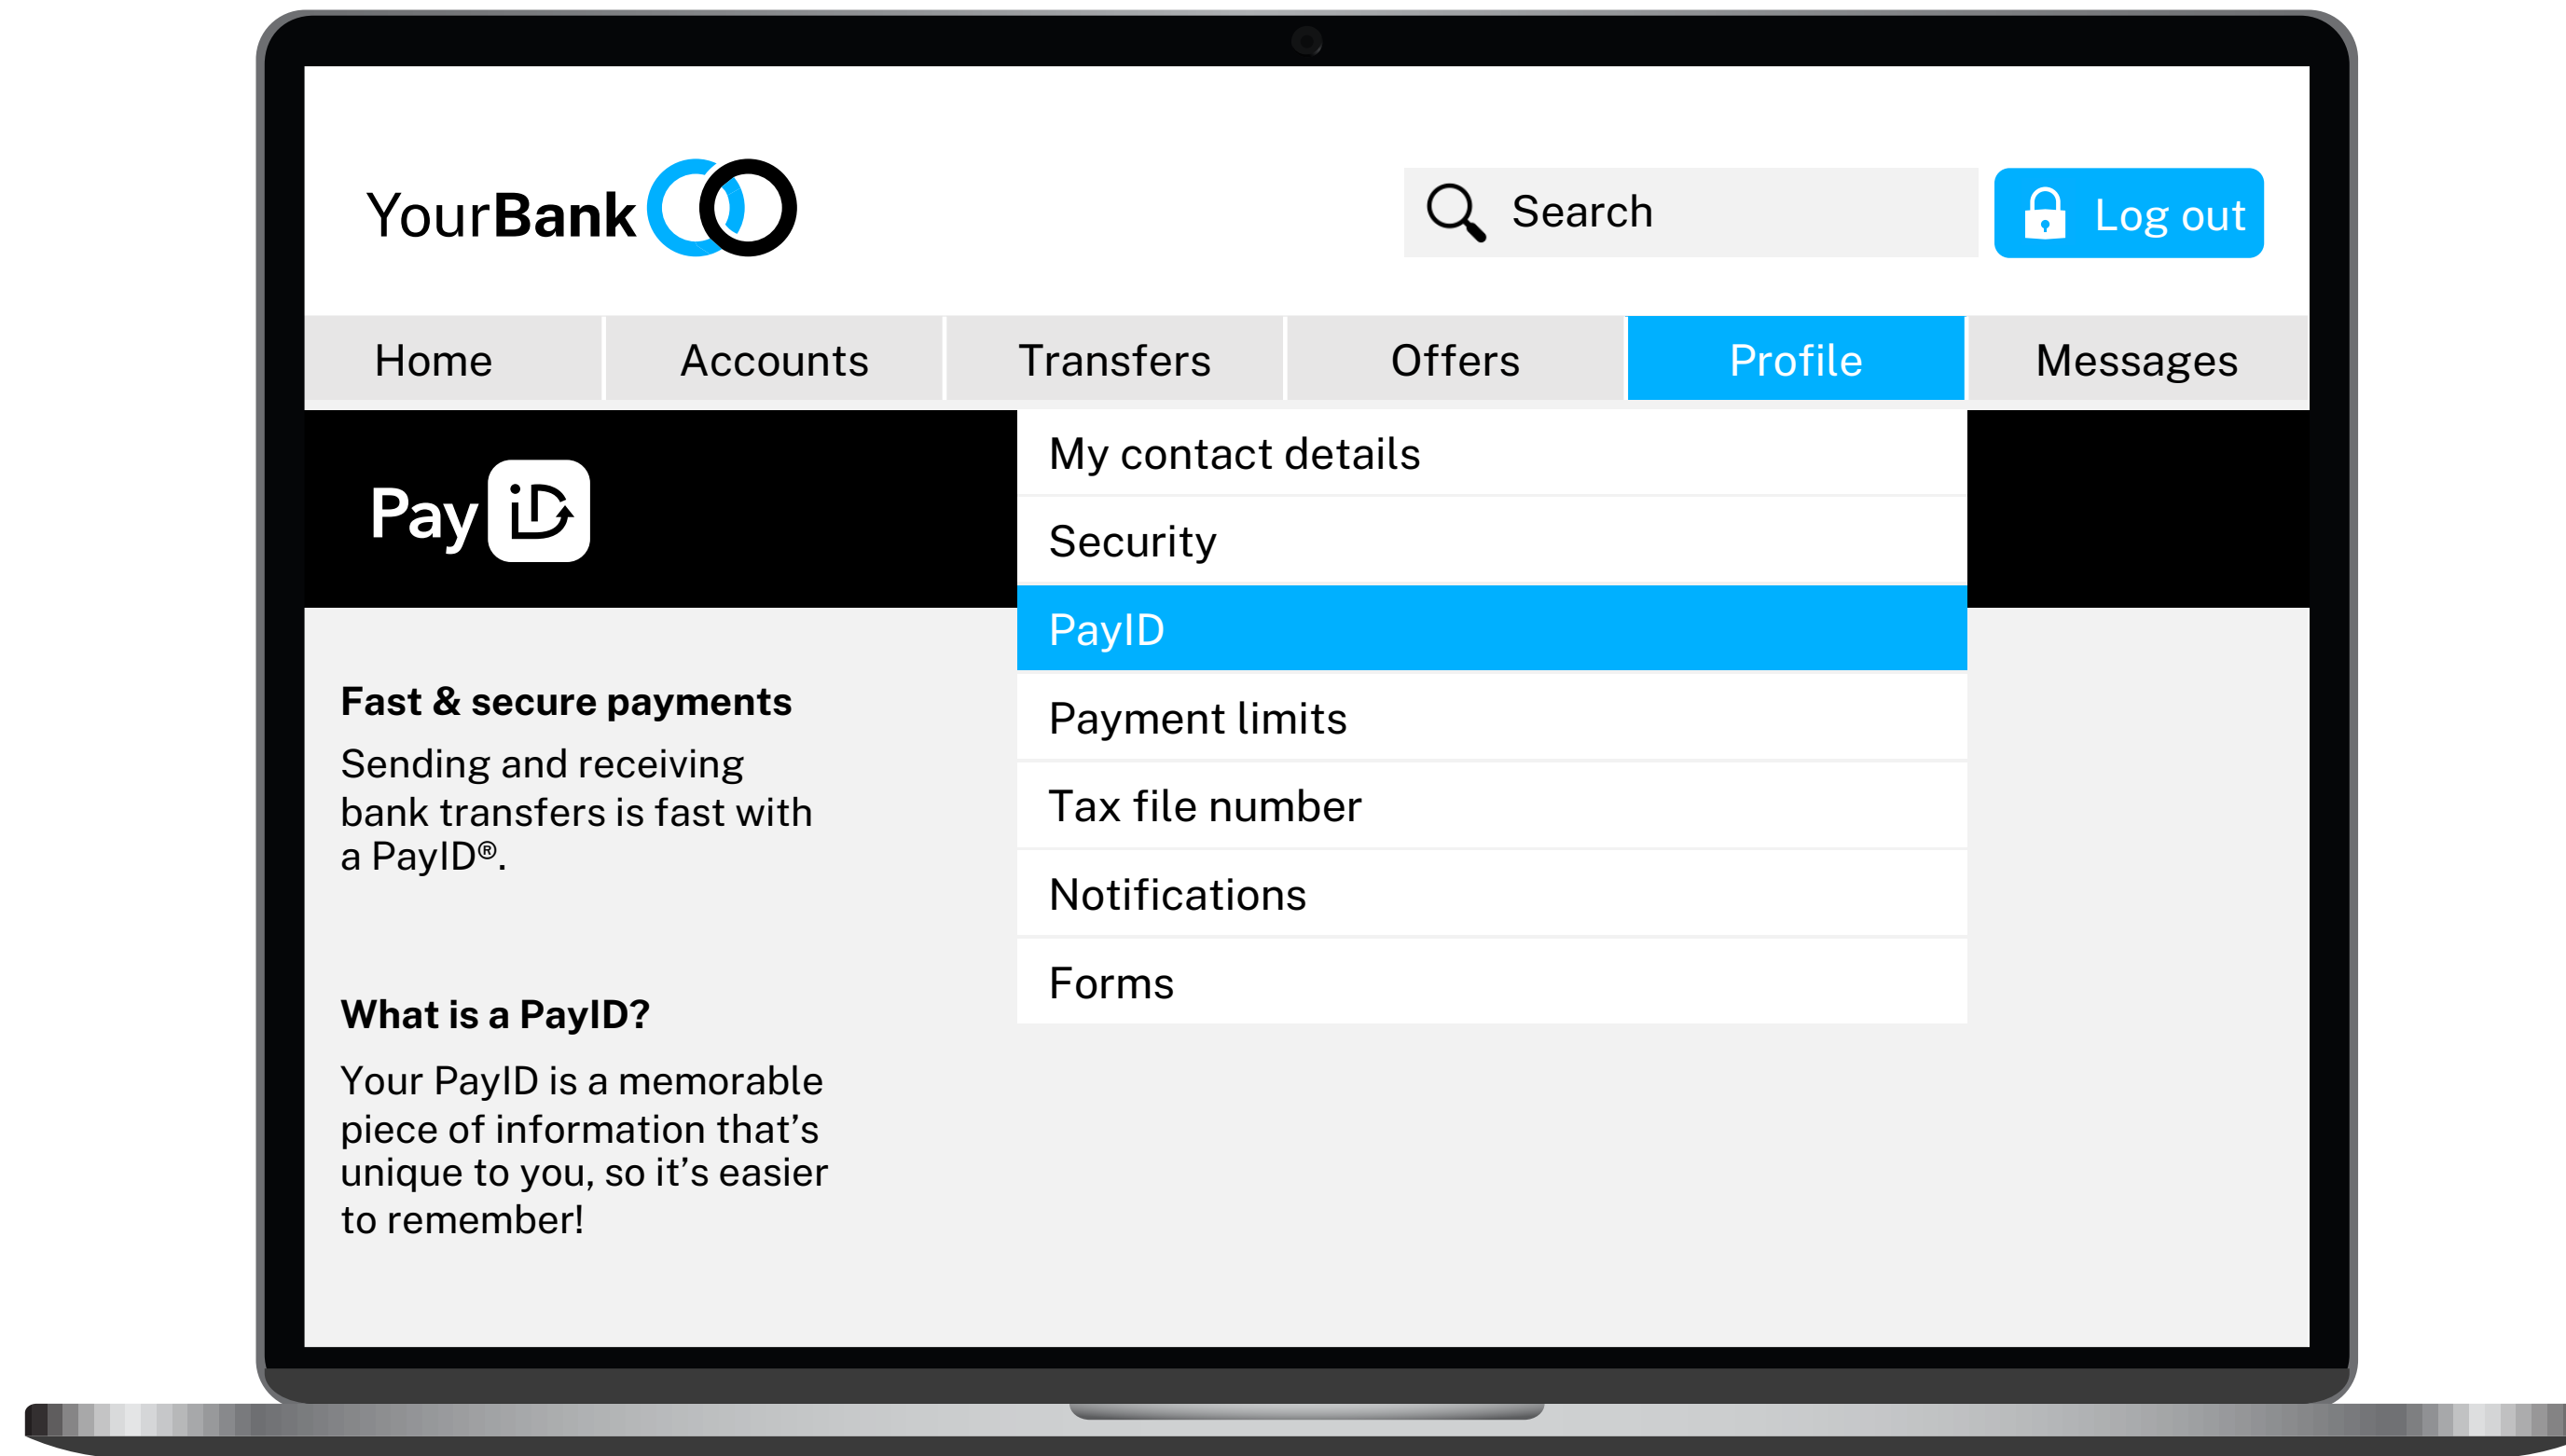 YourBank
Search
Log out
Home
Accounts
Transfers
Offers
Profile
Messages
Pay iD
My contact details
Security
PayID
Payment limits
Tax file number
Notifications
Forms
Fast & secure payments
Sending and receiving
bank transfers is fast with
a PayID®.
What is a PayID?
Your PayID is a memorable
piece of information that’s
unique to you, so it’s easier
to remember!